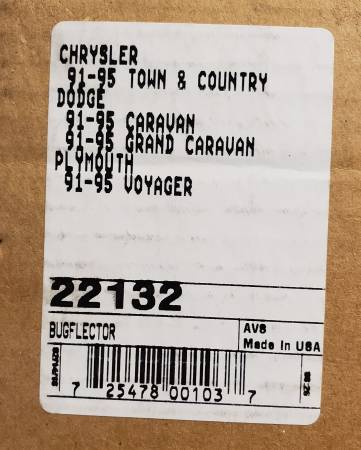 CHRYSLER
91-95 TOWN & COUNTRY
DODGE
91-95 CARAVAN
91-95 GRAND CARAVAN
PLYMOUTH
91-95 VOYAGER
22132
BUGFLECTOR
AVS
Made In USA
7 25478 00103 7